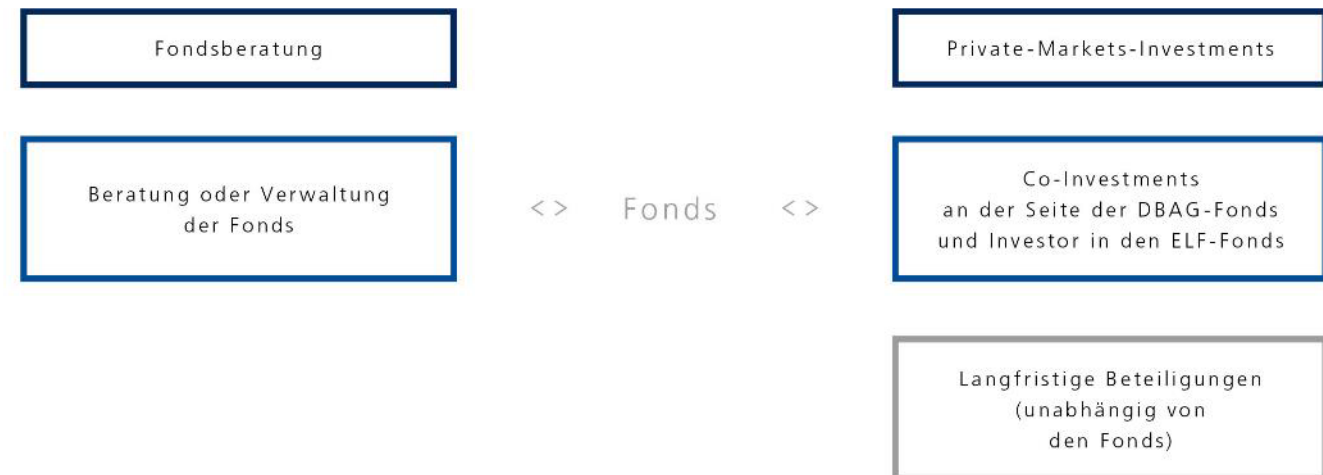 Fondsberatung
Private-Markets-Investments
Beratung oder Verwaltung
der Fonds
<> Fonds <>
Co-Investments
an der Seite der DBAG-Fonds
und Investor in den ELF-Fonds
Langfristige Beteiligungen
(unabhängig von
den Fonds)